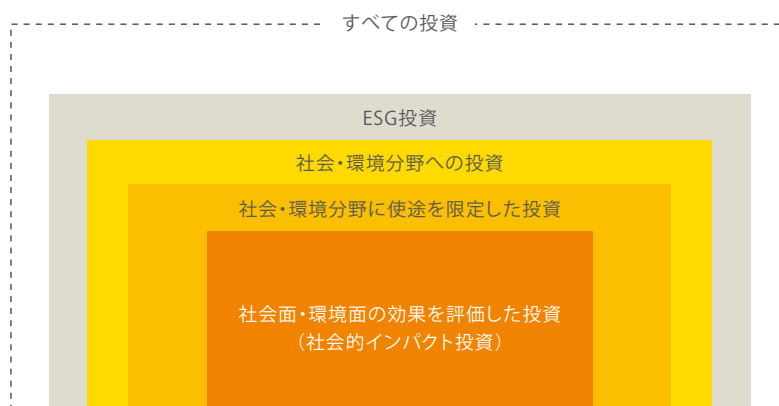 すべての投資
ESG投資
社会・環境分野への投資
社会・環境分野に使途を限定した投資
社会面・環境面の効果を評価した投資
（社会的インパクト投資）